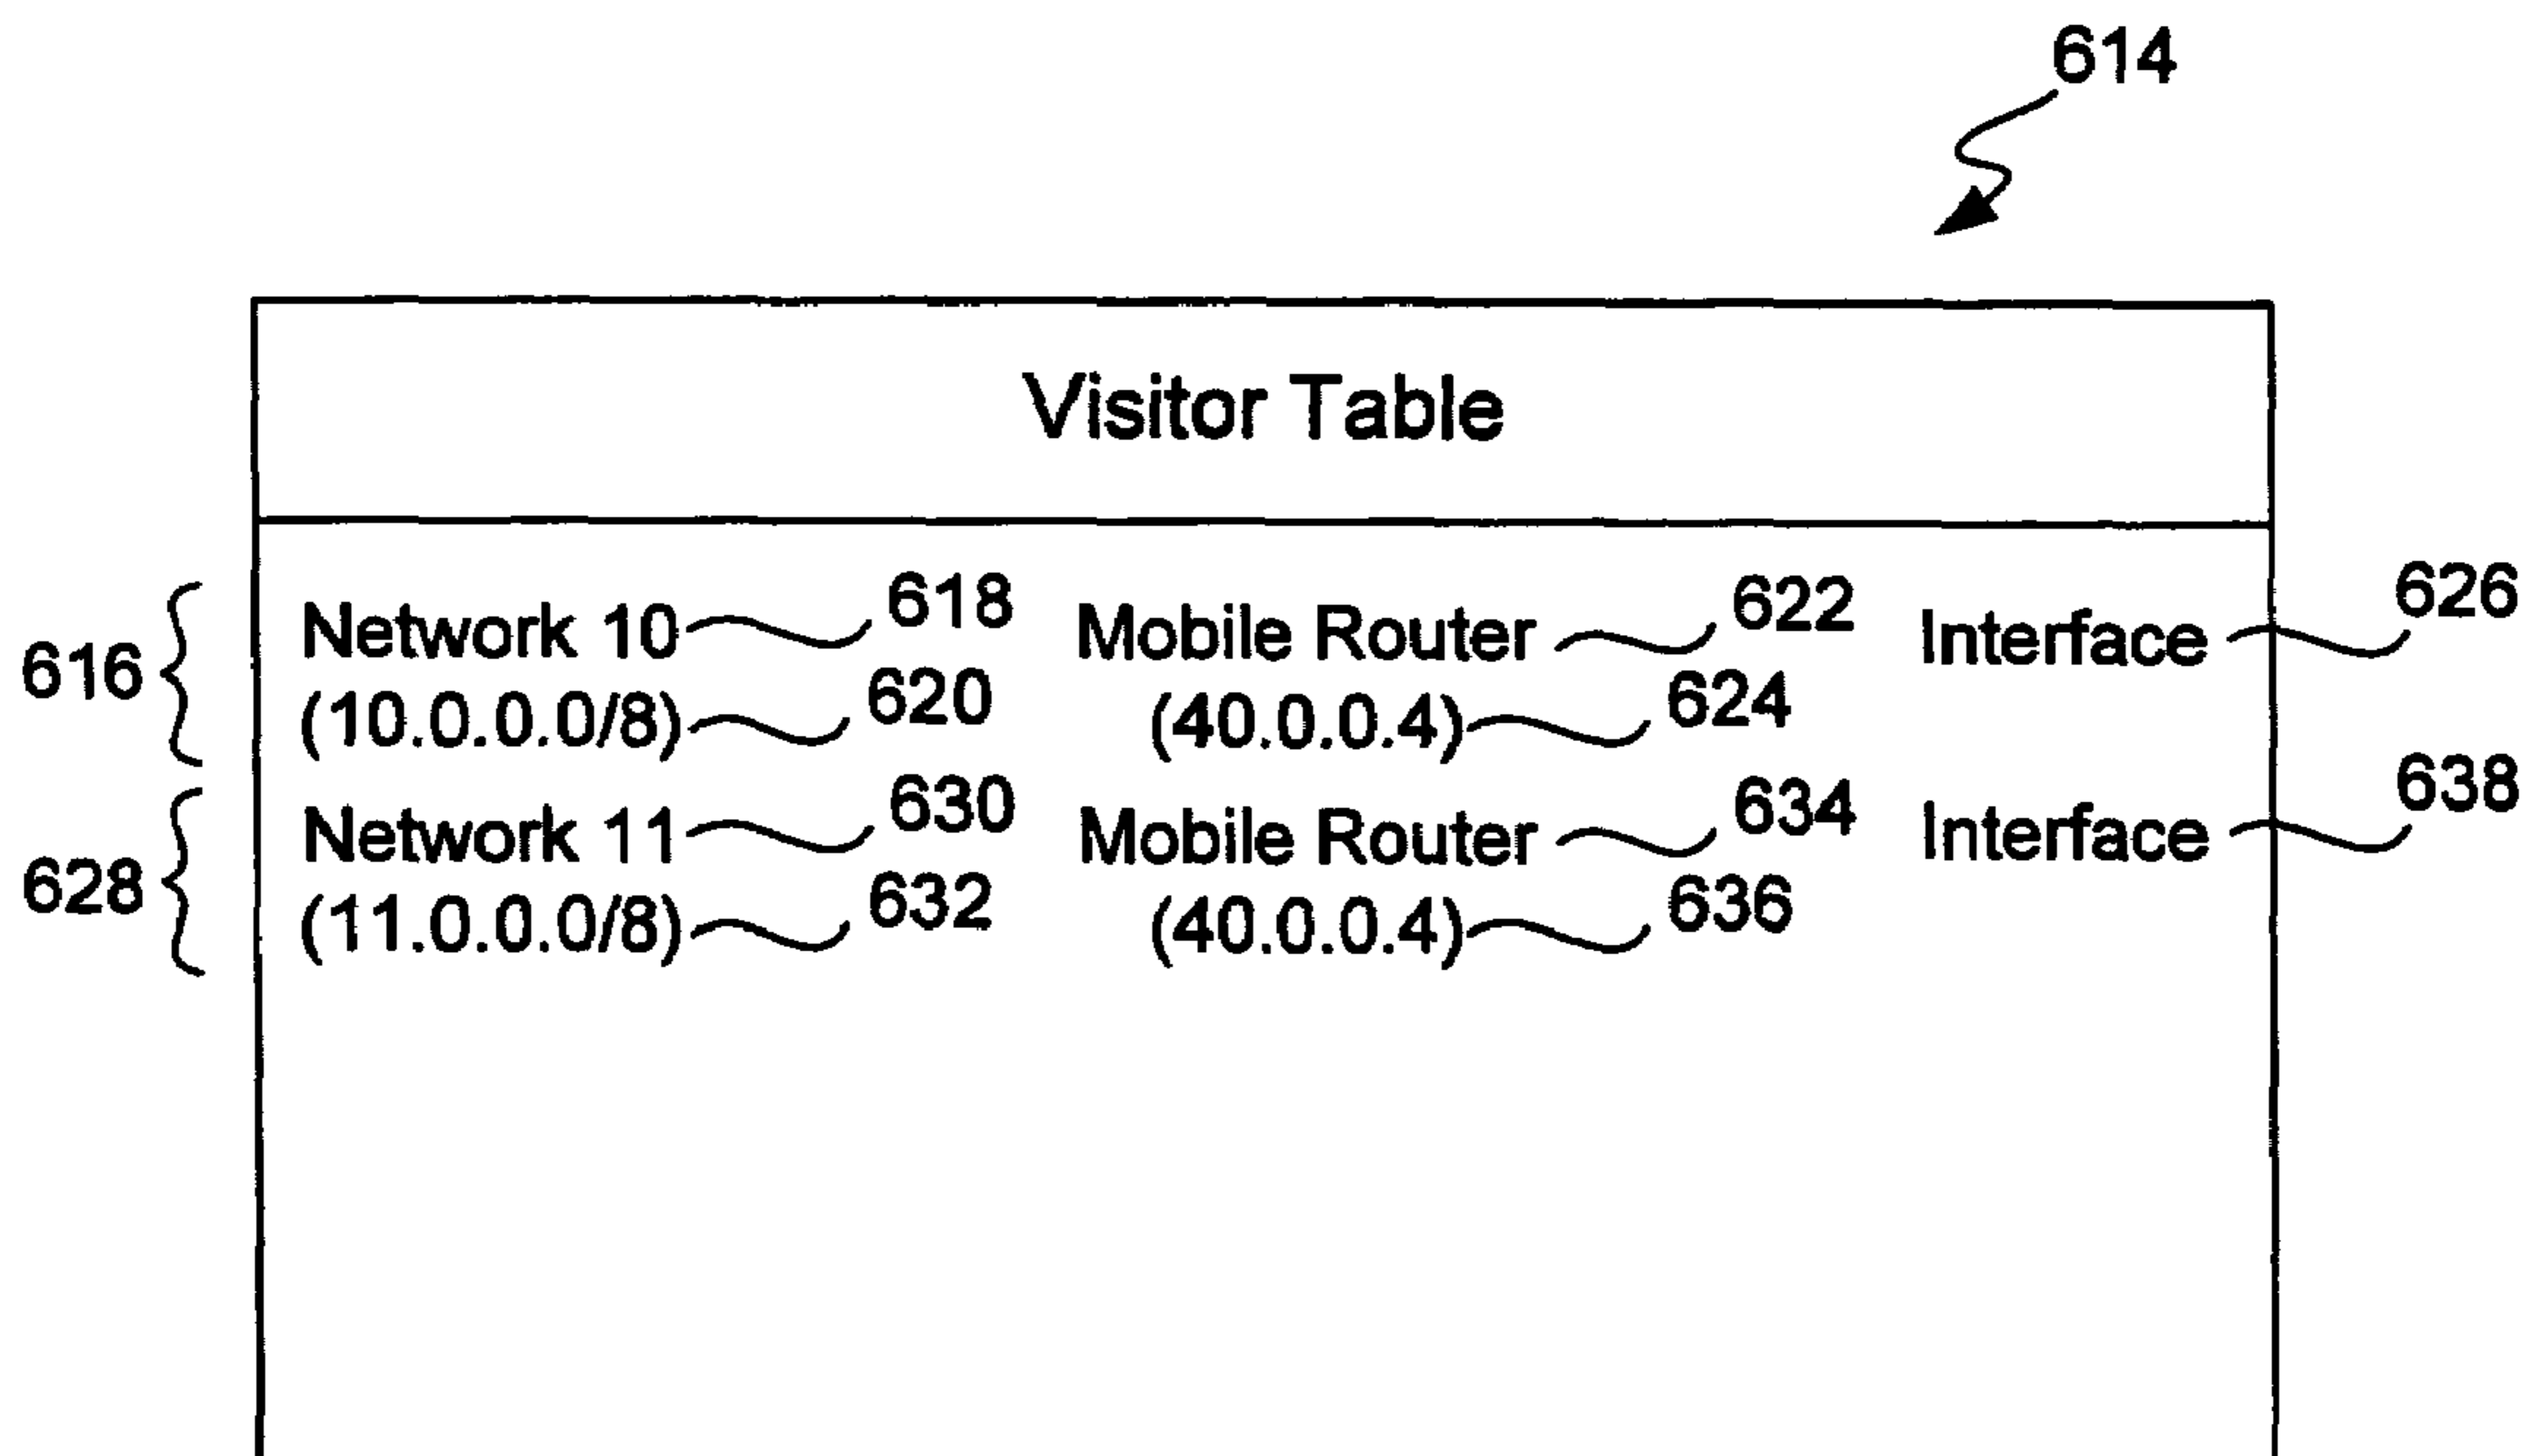 614
Visitor Table
616
Network 10 618 Mobile Router 622 Interface 626
(10.0.0.0/8) 620 (40.0.0.4) 624
628
Network 11 630 Mobile Router 634 Interface 638
(11.0.0.0/8) 632 (40.0.0.4) 636